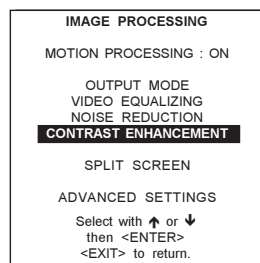 IMAGE PROCESSING
MOTION PROCESSING : ON
OUTPUT MODE
VIDEO EQUALIZING
NOISE REDUCTION
CONTRAST ENHANCEMENT
SPLIT SCREEN
ADVANCED SETTINGS
Select with ↑ or ↓
then <ENTER>
<EXIT> to return.